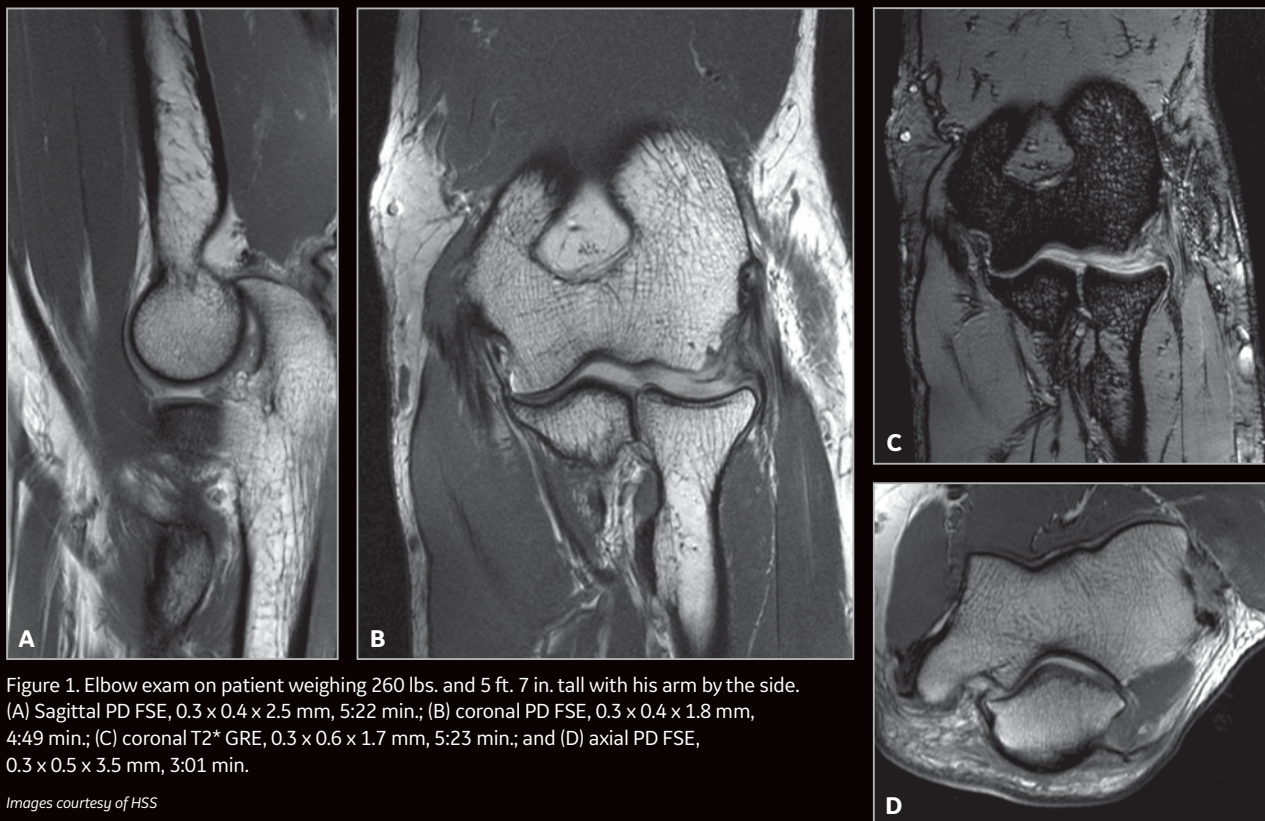 A
B
C
D
Figure 1. Elbow exam on patient weighing 260 lbs. and 5 ft. 7 in. tall with his arm by the side.
(A) Sagittal PD FSE, 0.3 x 0.4 x 2.5 mm, 5:22 min.; (B) coronal PD FSE, 0.3 x 0.4 x 1.8 mm,
4:49 min.; (C) coronal T2* GRE, 0.3 x 0.6 x 1.7 mm, 5:23 min.; and (D) axial PD FSE,
0.3 x 0.5 x 3.5 mm, 3:01 min.
Images courtesy of HSS